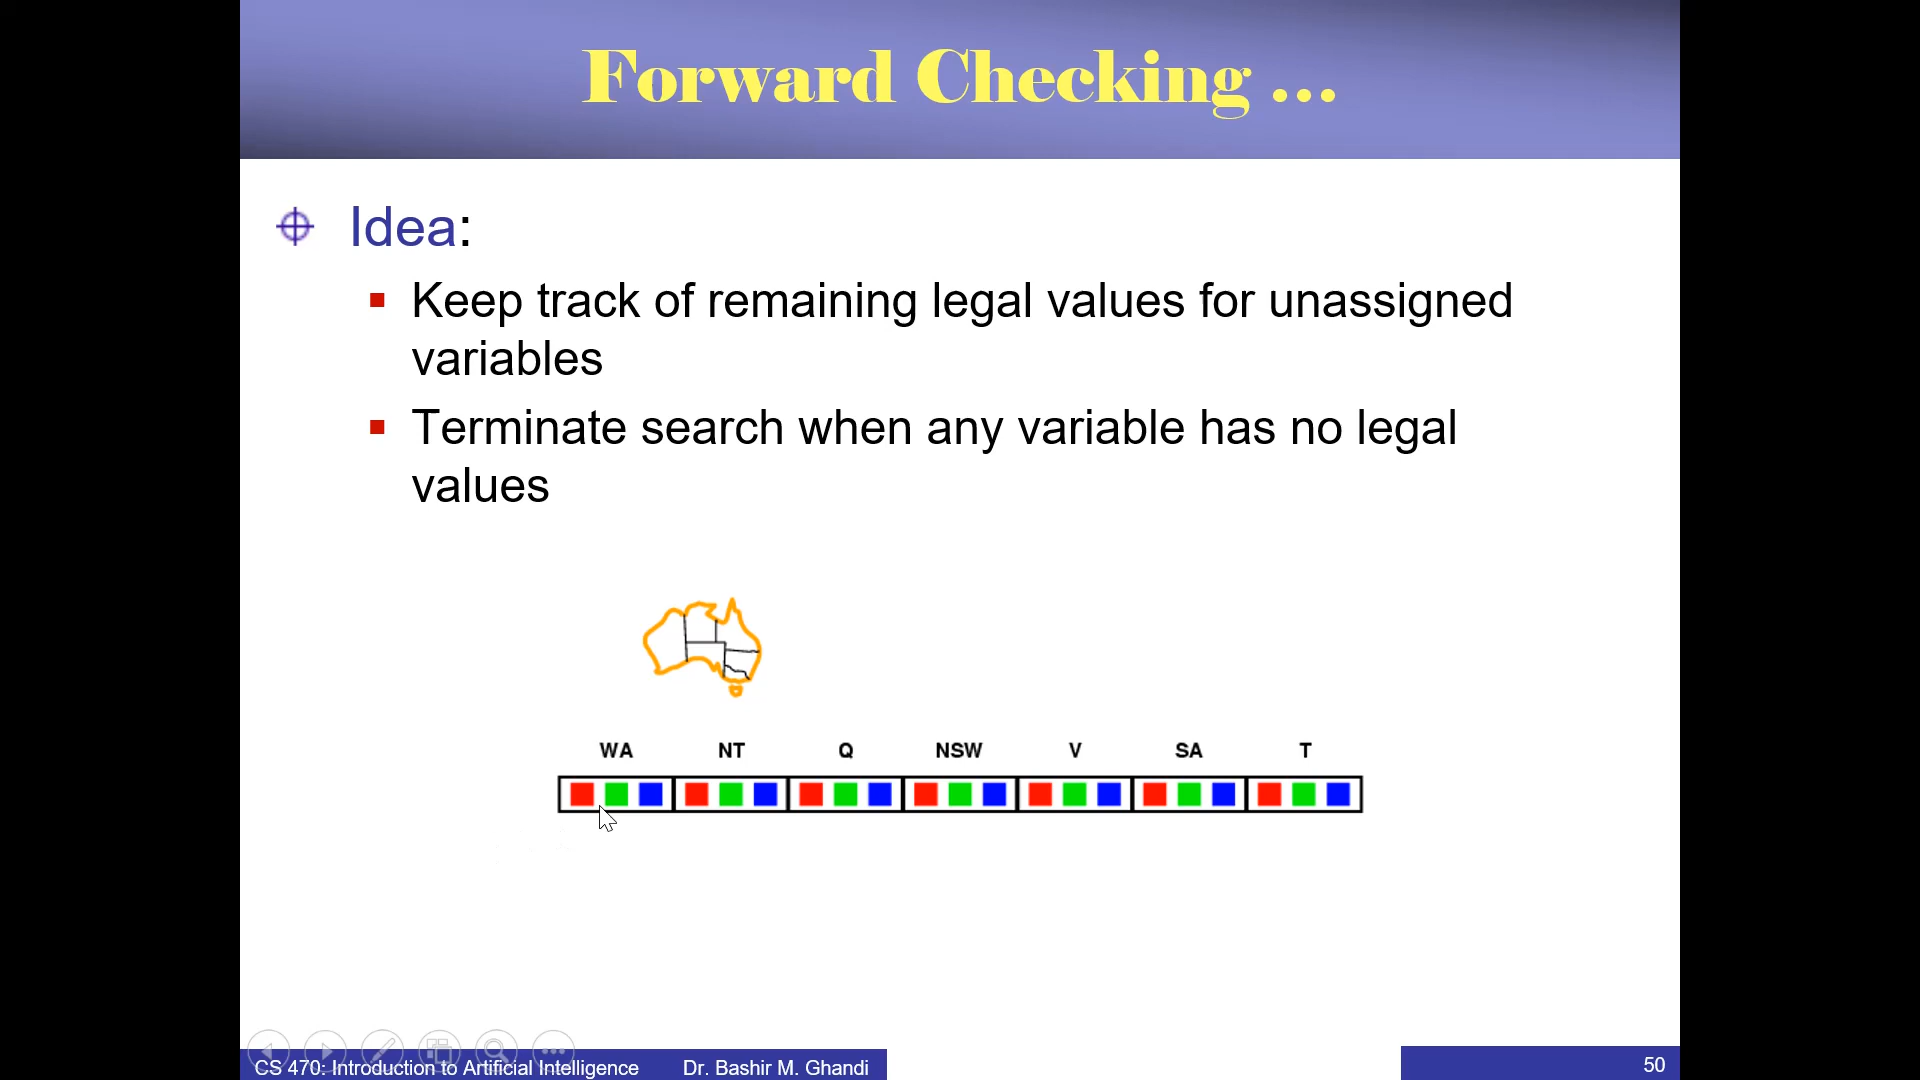 Forward Checking ...
Idea:
Keep track of remaining legal values for unassigned
variables
Terminate search when any variable has no legal
values
WA NT Q NSW V SA T
CS 470: Introduction to Artificial Intelligence Dr. Bashir M. Ghandi 50